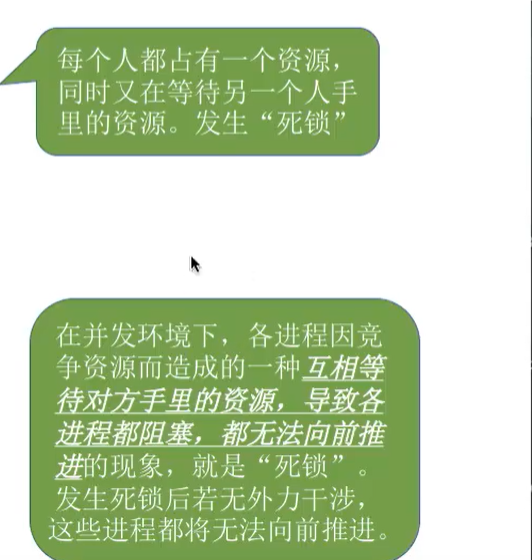 每个人都占有一个资源，
同时又在等待另一个人手
里的资源。发生“死锁”
在并发环境下，各进程因竞
争资源而造成的一种互相等
待对方手里的资源，导致各
进程都阻塞，都无法向前推
进的现象，就是“死锁”。
发生死锁后若无外力干涉，
这些进程都将无法向前推进。